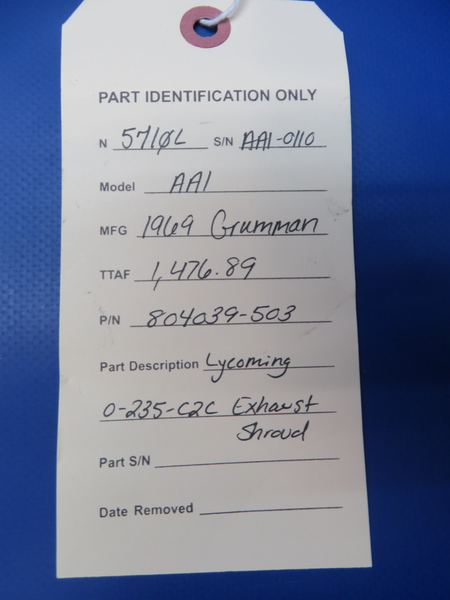 PART IDENTIFICATION ONLY
N 5710L S/N AA1-0110
Model AA1
MFG 1969 Grumman
TTAF 1,476.89
P/N 804039-503
Part Description Lycoming
O-235-C2C Exhaust
Shroud
Part S/N
Date Removed